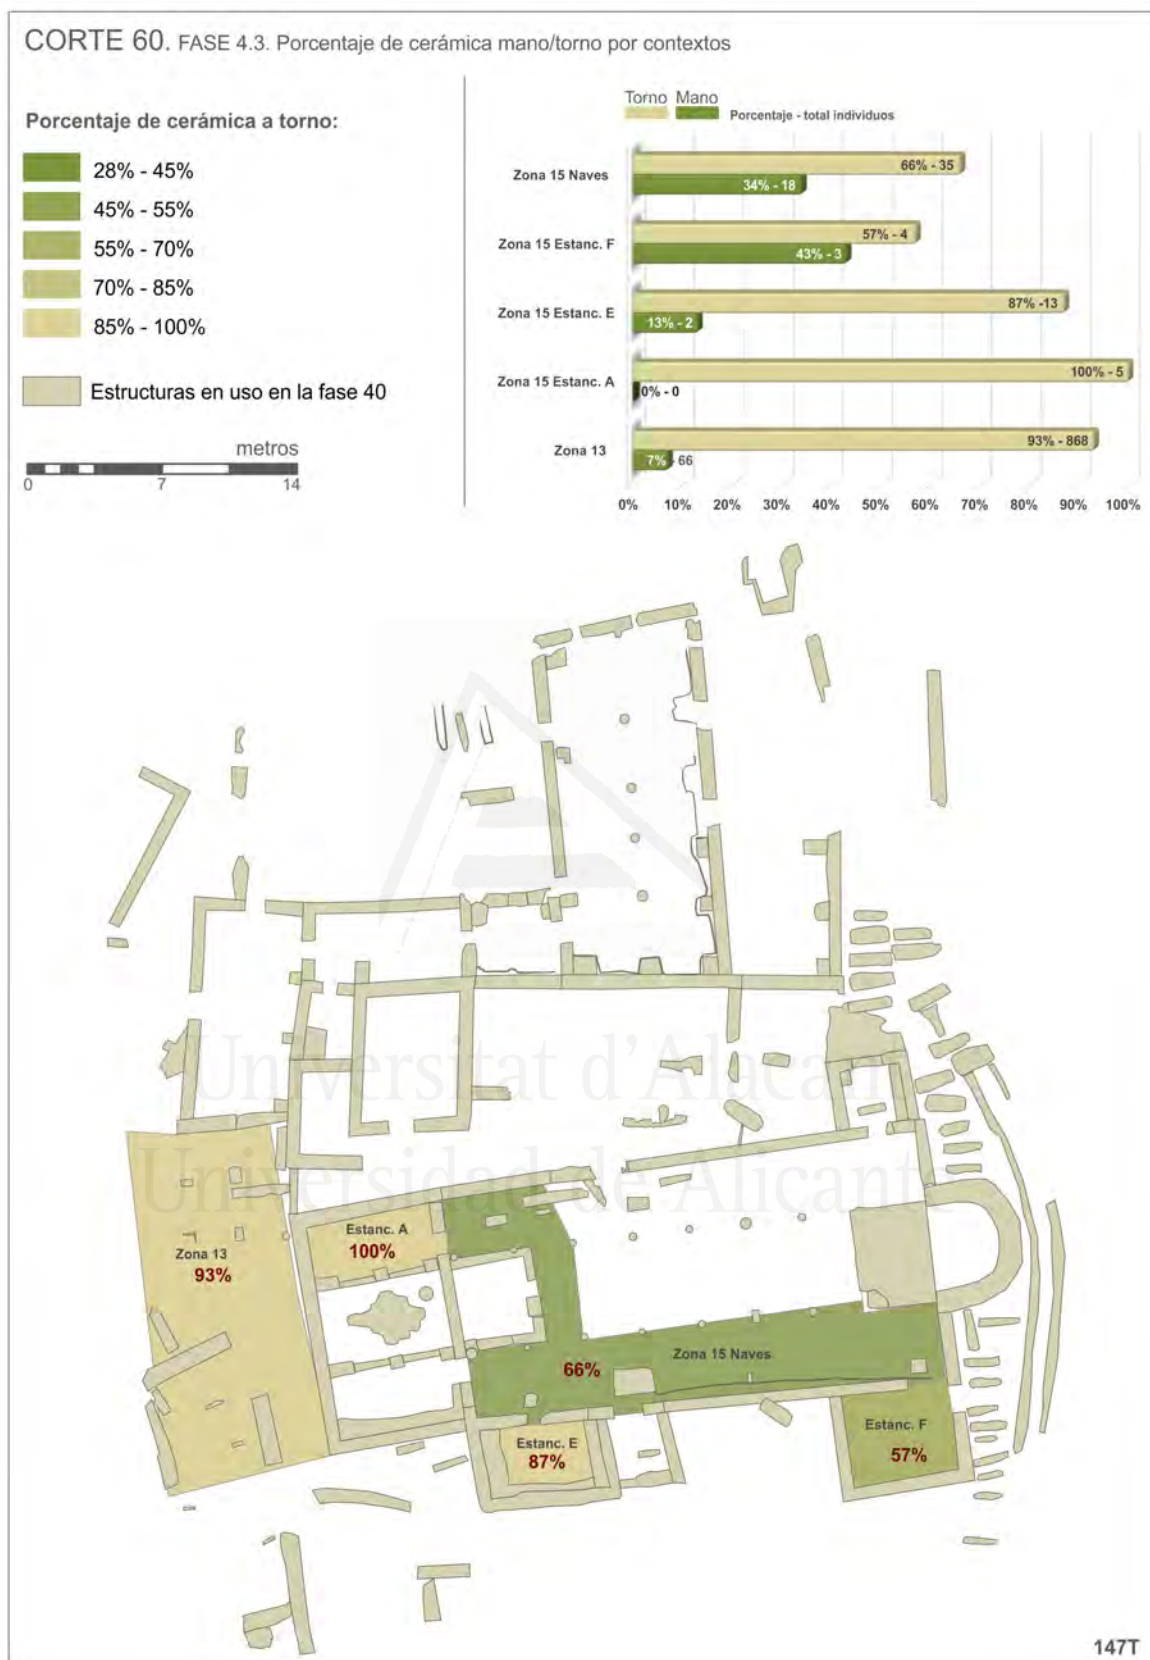 CORTE 60. FASE 4.3. Porcentaje de cerámica mano/torno por contextos
Porcentaje de cerámica a torno:
28% - 45%
45% - 55%
55% - 70%
70% - 85%
85% - 100%
Estructuras en uso en la fase 40
metros
0 7 14
Torno Mano
Porcentaje - total individuos
Zona 15 Naves
66% - 35
34% - 18
Zona 15 Estanc. F
57% - 4
43% - 3
Zona 15 Estanc. E
87% -13
13% - 2
Zona 15 Estanc. A
100% - 5
0% - 0
Zona 13
93% - 868
7% - 66
0% 10% 20% 30% 40% 50% 60% 70% 80% 90% 100%
Universitat d'Alacant
Universidad de Alicante
Estanc. A
100%
Zona 13
93%
Zona 15 Naves
66%
Estanc. F
57%
Estanc. E
87%
147T